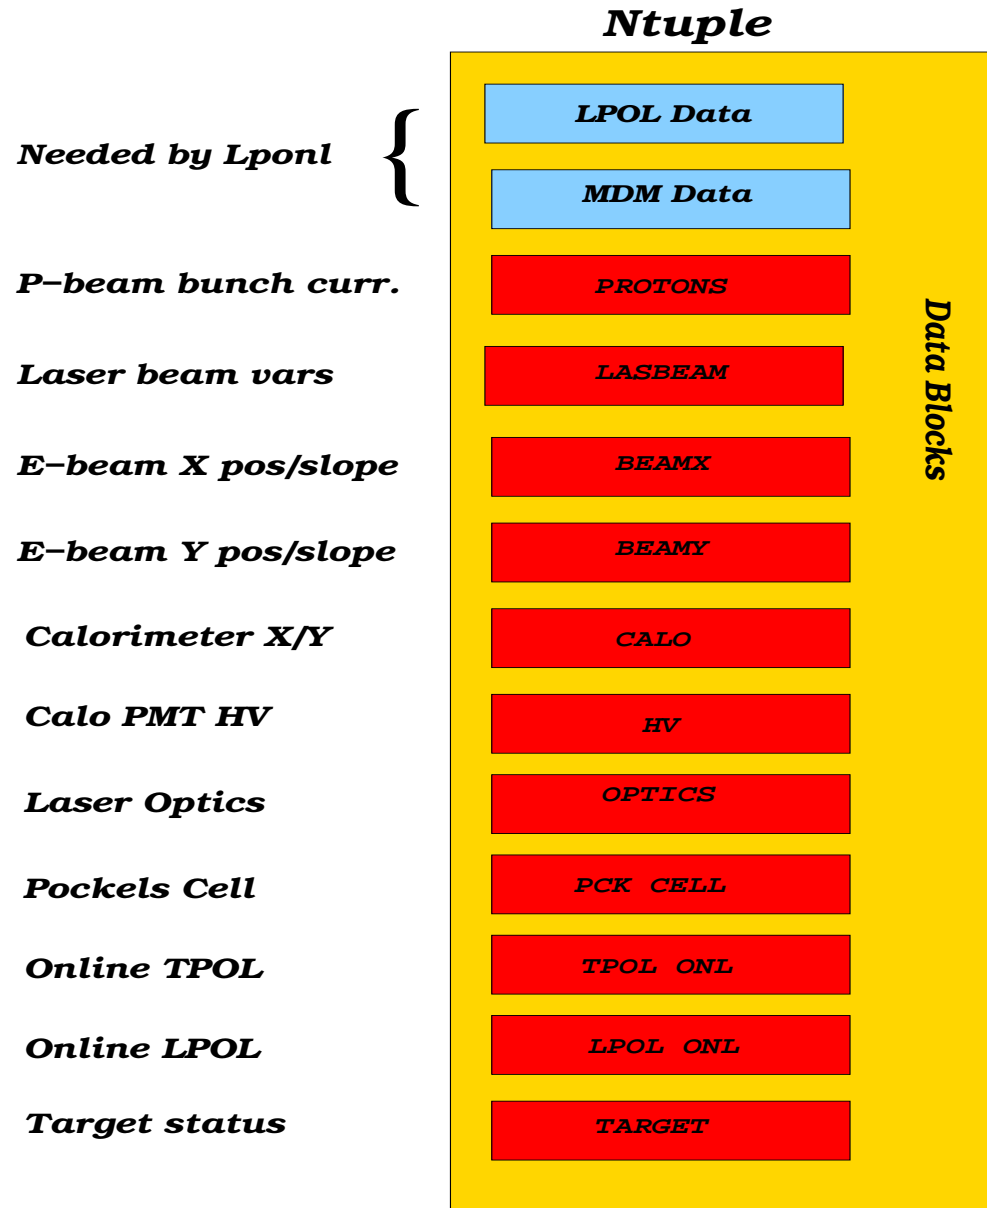 Ntuple
LPOL Data
Needed by Lponl {
MDM Data
P-beam bunch curr.
PROTONS
Laser beam vars
LASBEAM
E-beam X pos/slope
BEAMX
E-beam Y pos/slope
BEAMY
Calorimeter X/Y
CALO
Calo PMT HV
HV
Laser Optics
OPTICS
Pockels Cell
PCK CELL
Online TPOL
TPOL ONL
Online LPOL
LPOL ONL
Target status
TARGET
Data Blocks